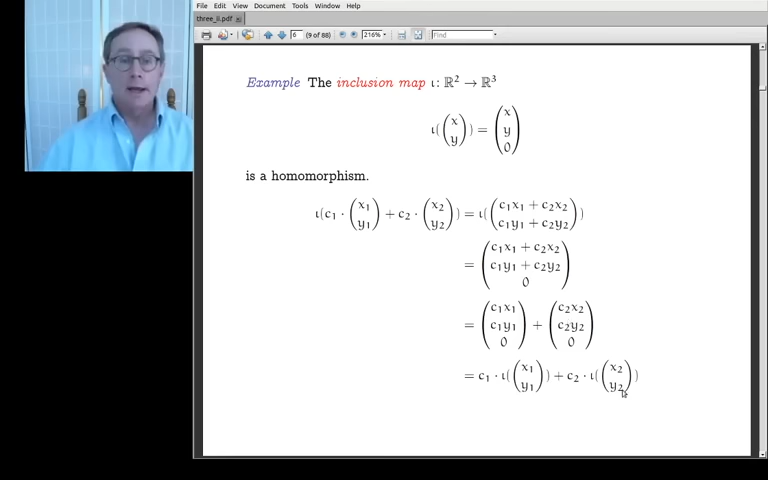 File Edit View Document Tools Window Help
three_ii.pdf
6 (9 of 88) 216% Find
Example The inclusion map ι: ℝ² → ℝ³
ι((x y)) = (x y 0)
is a homomorphism.
ι(c₁ · (x₁ y₁) + c₂ · (x₂ y₂)) = ι((c₁x₁ + c₂x₂ c₁y₁ + c₂y₂))
= (c₁x₁ + c₂x₂ c₁y₁ + c₂y₂ 0)
= (c₁x₁ c₁y₁ 0) + (c₂x₂ c₂y₂ 0)
= c₁ · ι((x₁ y₁)) + c₂ · ι((x₂ y₂))